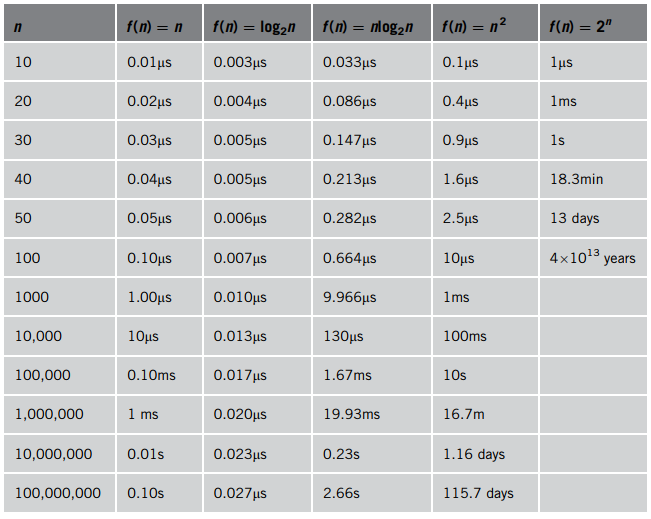 n f(n) = n f(n) = log₂n f(n) = nlog₂n f(n) = n² f(n) = 2ⁿ
10 0.01μs 0.003μs 0.033μs 0.1μs 1μs
20 0.02μs 0.004μs 0.086μs 0.4μs 1ms
30 0.03μs 0.005μs 0.147μs 0.9μs 1s
40 0.04μs 0.005μs 0.213μs 1.6μs 18.3min
50 0.05μs 0.006μs 0.282μs 2.5μs 13 days
100 0.10μs 0.007μs 0.664μs 10μs 4×10¹³ years
1000 1.00μs 0.010μs 9.966μs 1ms
10,000 10μs 0.013μs 130μs 100ms
100,000 0.10ms 0.017μs 1.67ms 10s
1,000,000 1 ms 0.020μs 19.93ms 16.7m
10,000,000 0.01s 0.023μs 0.23s 1.16 days
100,000,000 0.10s 0.027μs 2.66s 115.7 days